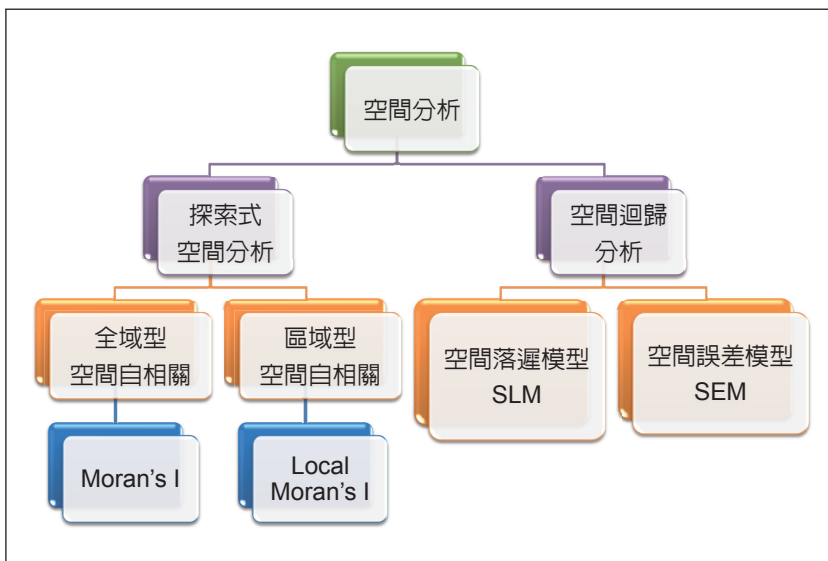 空間分析
探索式
空間分析
空間迴歸
分析
全域型
空間自相關
區域型
空間自相關
空間落遲模型
SLM
空間誤差模型
SEM
Moran’s I
Local
Moran’s I